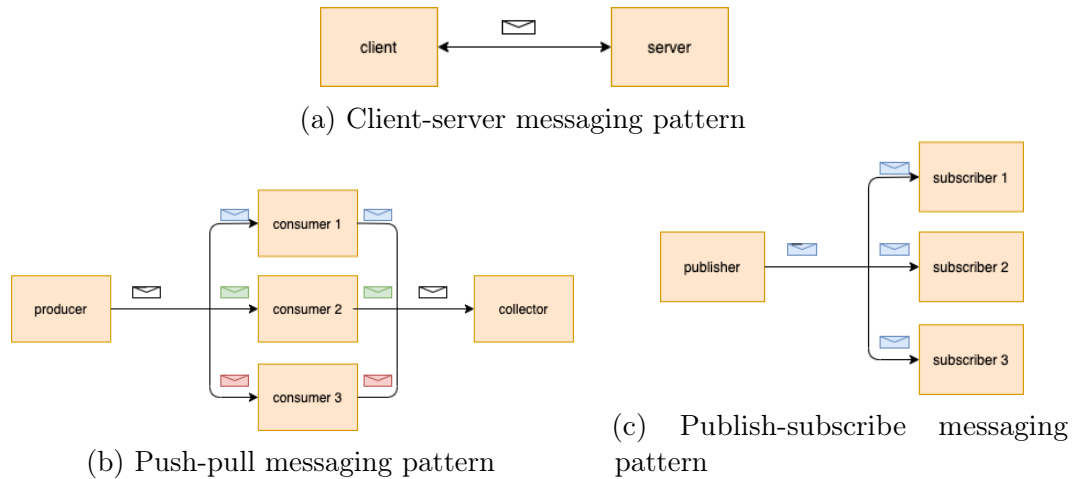 client
server
(a) Client-server messaging pattern
producer
consumer 1
consumer 2
consumer 3
collector
(b) Push-pull messaging pattern
publisher
subscriber 1
subscriber 2
subscriber 3
(c) Publish-subscribe messaging
pattern